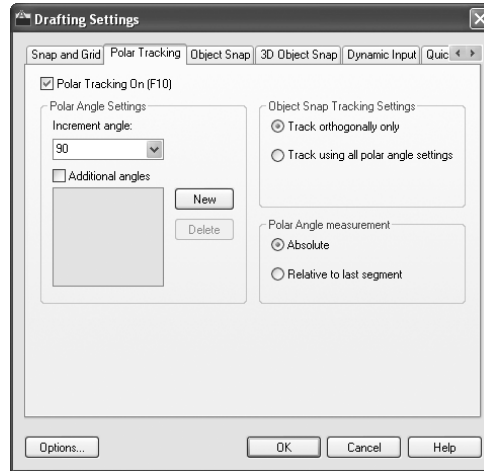 Drafting Settings
Snap and Grid Polar Tracking Object Snap 3D Object Snap Dynamic Input Quic
Polar Tracking On (F10)
Polar Angle Settings
Increment angle:
90
Additional angles
New
Delete
Object Snap Tracking Settings
Track orthogonally only
Track using all polar angle settings
Polar Angle measurement
Absolute
Relative to last segment
Options... OK Cancel Help